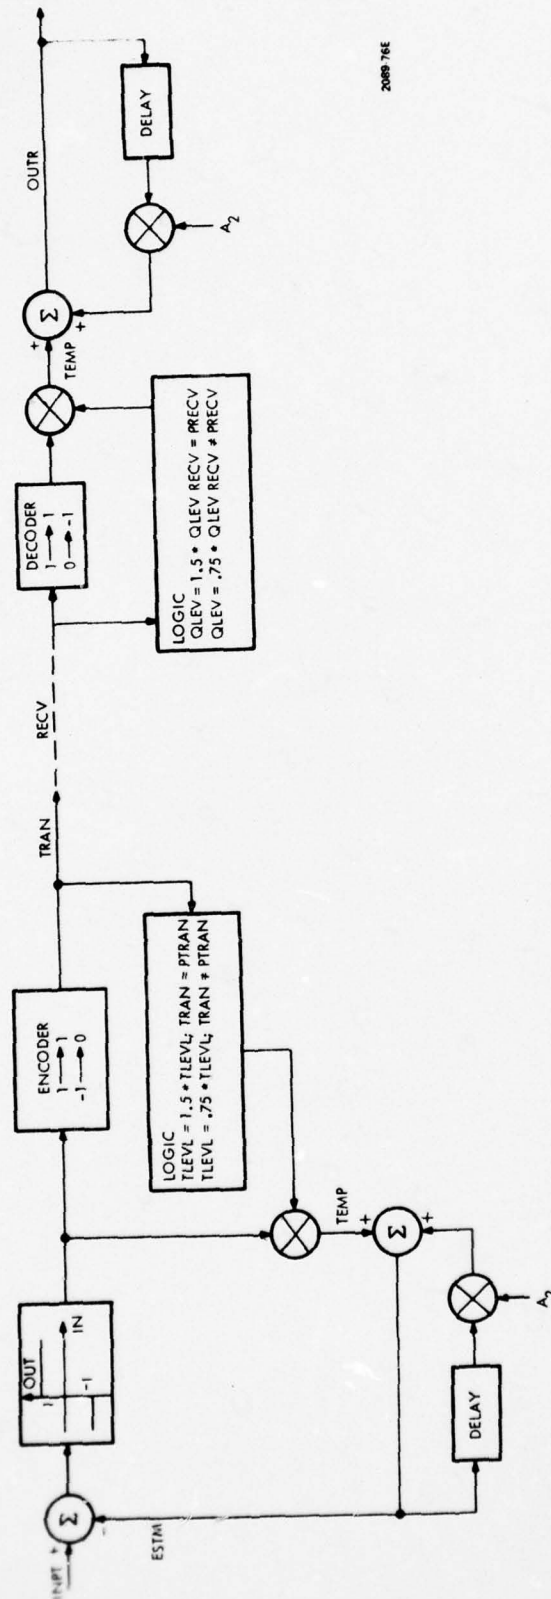 INPT +
Σ
-
ESTM
OUT
1
IN
-1
ENCODER
1 → 1
-1 → 0
LOGIC
TLEVL = 1.5 * TLEVL; TRAN = PTRAN
TLEVL = .75 * TLEVL; TRAN ≠ PTRAN
TEMP
+
Σ
+
A2
DELAY
TRAN
RECV
DECODER
1 → 1
0 → -1
LOGIC
QLEV = 1.5 * QLEV RECV = PRECV
QLEV = .75 * QLEV RECV ≠ PRECV
TEMP
+
Σ
+
OUTR
DELAY
A2
2089-76E